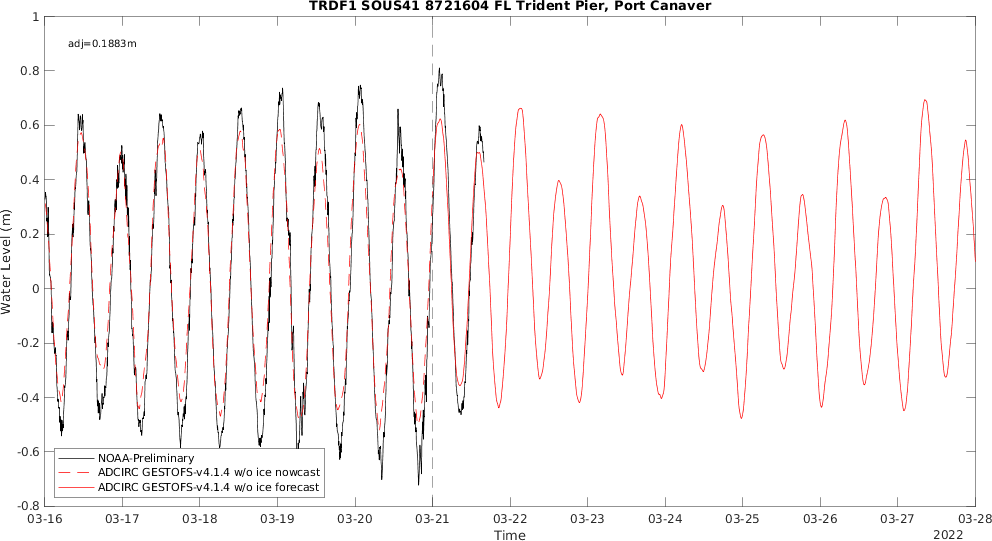 TRDF1 SOUS41 8721604 FL Trident Pier, Port Canaver
adj=0.1883m
Water Level (m)
1
0.8
0.6
0.4
0.2
0
-0.2
-0.4
-0.6
-0.8
NOAA-Preliminary
ADCIRC GESTOFS-v4.1.4 w/o ice nowcast
ADCIRC GESTOFS-v4.1.4 w/o ice forecast
03-16 03-17 03-18 03-19 03-20 03-21 03-22 03-23 03-24 03-25 03-26 03-27 03-28
Time
2022